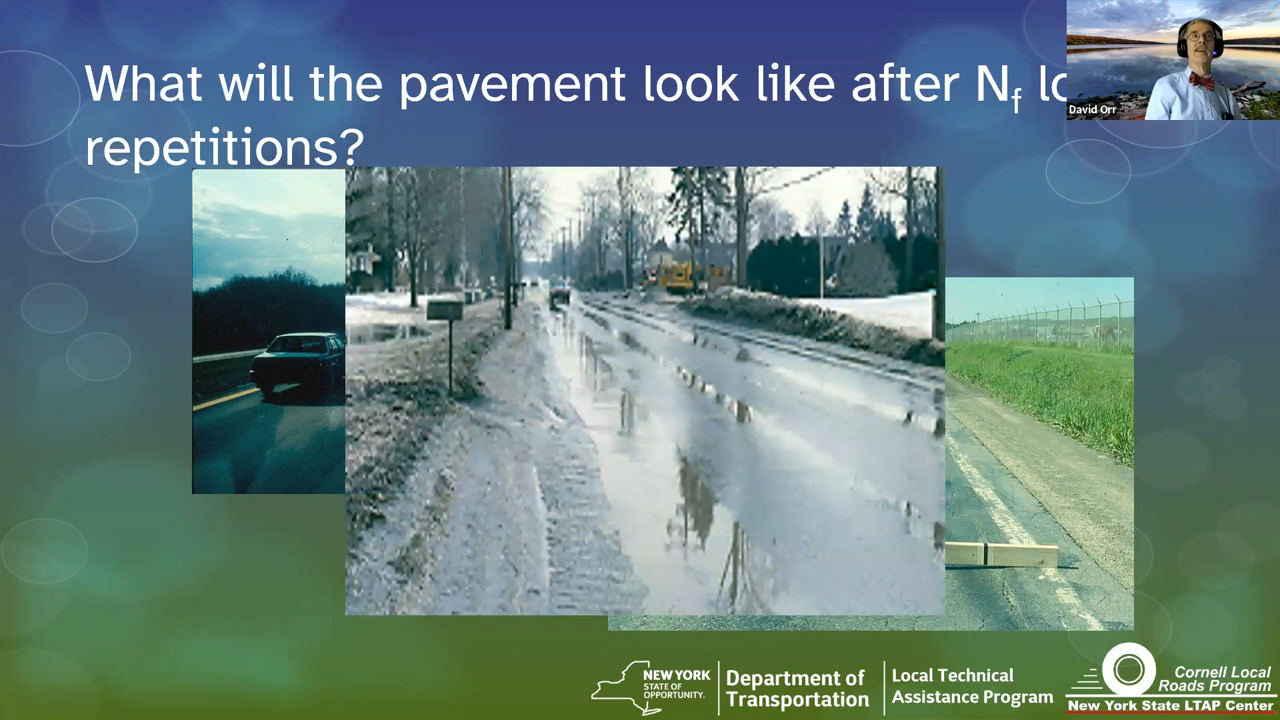 What will the pavement look like after Nf lo
repetitions?
David Orr
NEW YORK
STATE OF
OPPORTUNITY.
Department of
Transportation
Local Technical
Assistance Program
Cornell Local
Roads Program
New York State LTAP Center